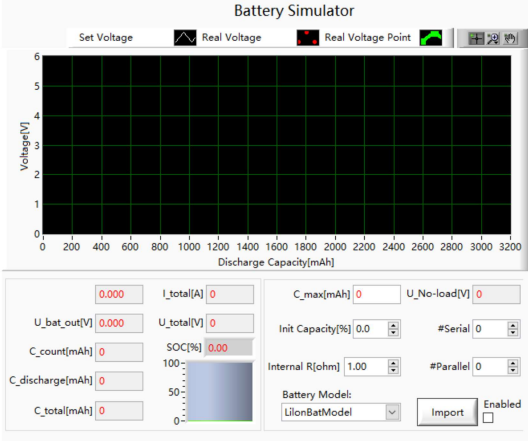 Battery Simulator
Set Voltage Real Voltage Real Voltage Point
6
5
4
3
2
1
0
Voltage[V]
0 200 400 600 800 1000 1200 1400 1600 1800 2000 2200 2400 2600 2800 3000 3200
Discharge Capacity[mAh]
0.000 I_total[A] 0
U_bat_out[V] 0.000 U_total[V] 0
C_count[mAh] 0 SOC[%] 0.00
C_discharge[mAh] 0
C_total[mAh] 0
100
50
0
C_max[mAh] 0 U_No-load[V] 0
Init Capacity[%] 0.0 #Serial 0
Internal R[ohm] 1.00 #Parallel 0
Battery Model:
LiIonBatModel Import Enabled